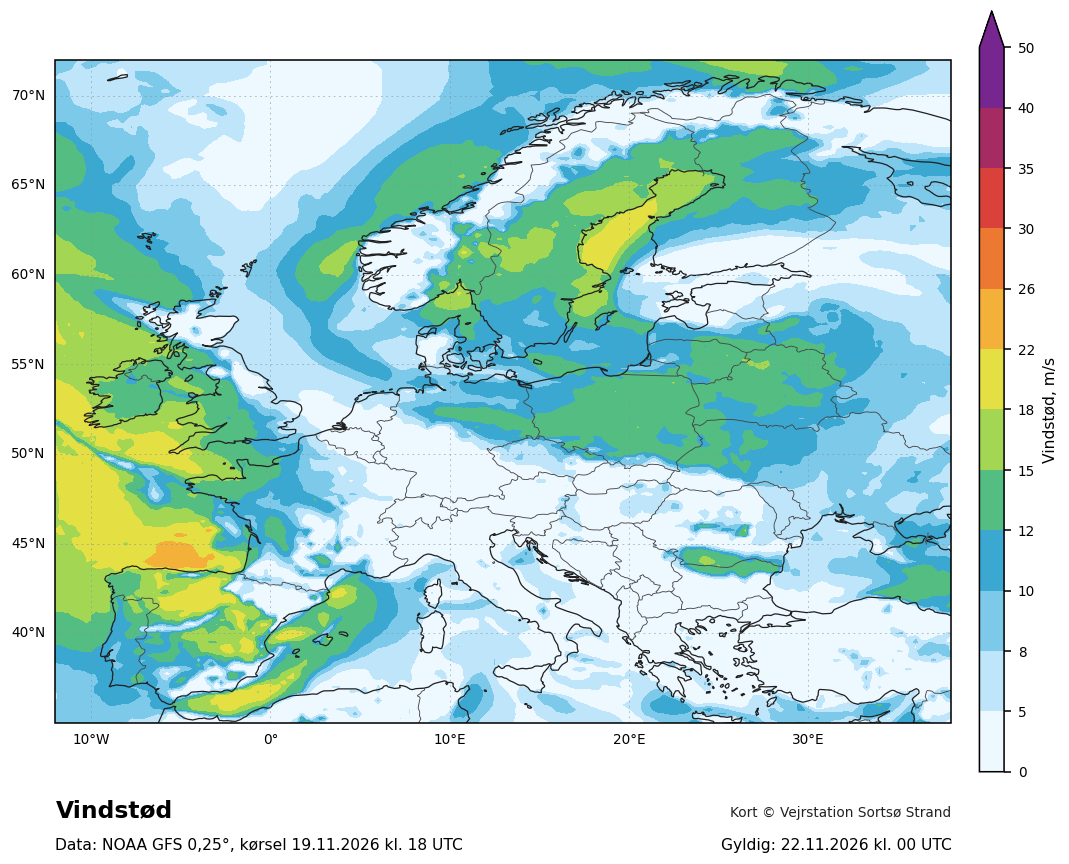 50
40
35
30
26
22
18
15
12
10
8
5
0
Vindstød, m/s
70°N
65°N
60°N
55°N
50°N
45°N
40°N
10°W
0°
10°E
20°E
30°E
Vindstød
Kort © Vejrstation Sortsø Strand
Data: NOAA GFS 0,25°, kørsel 19.11.2026 kl. 18 UTC
Gyldig: 22.11.2026 kl. 00 UTC